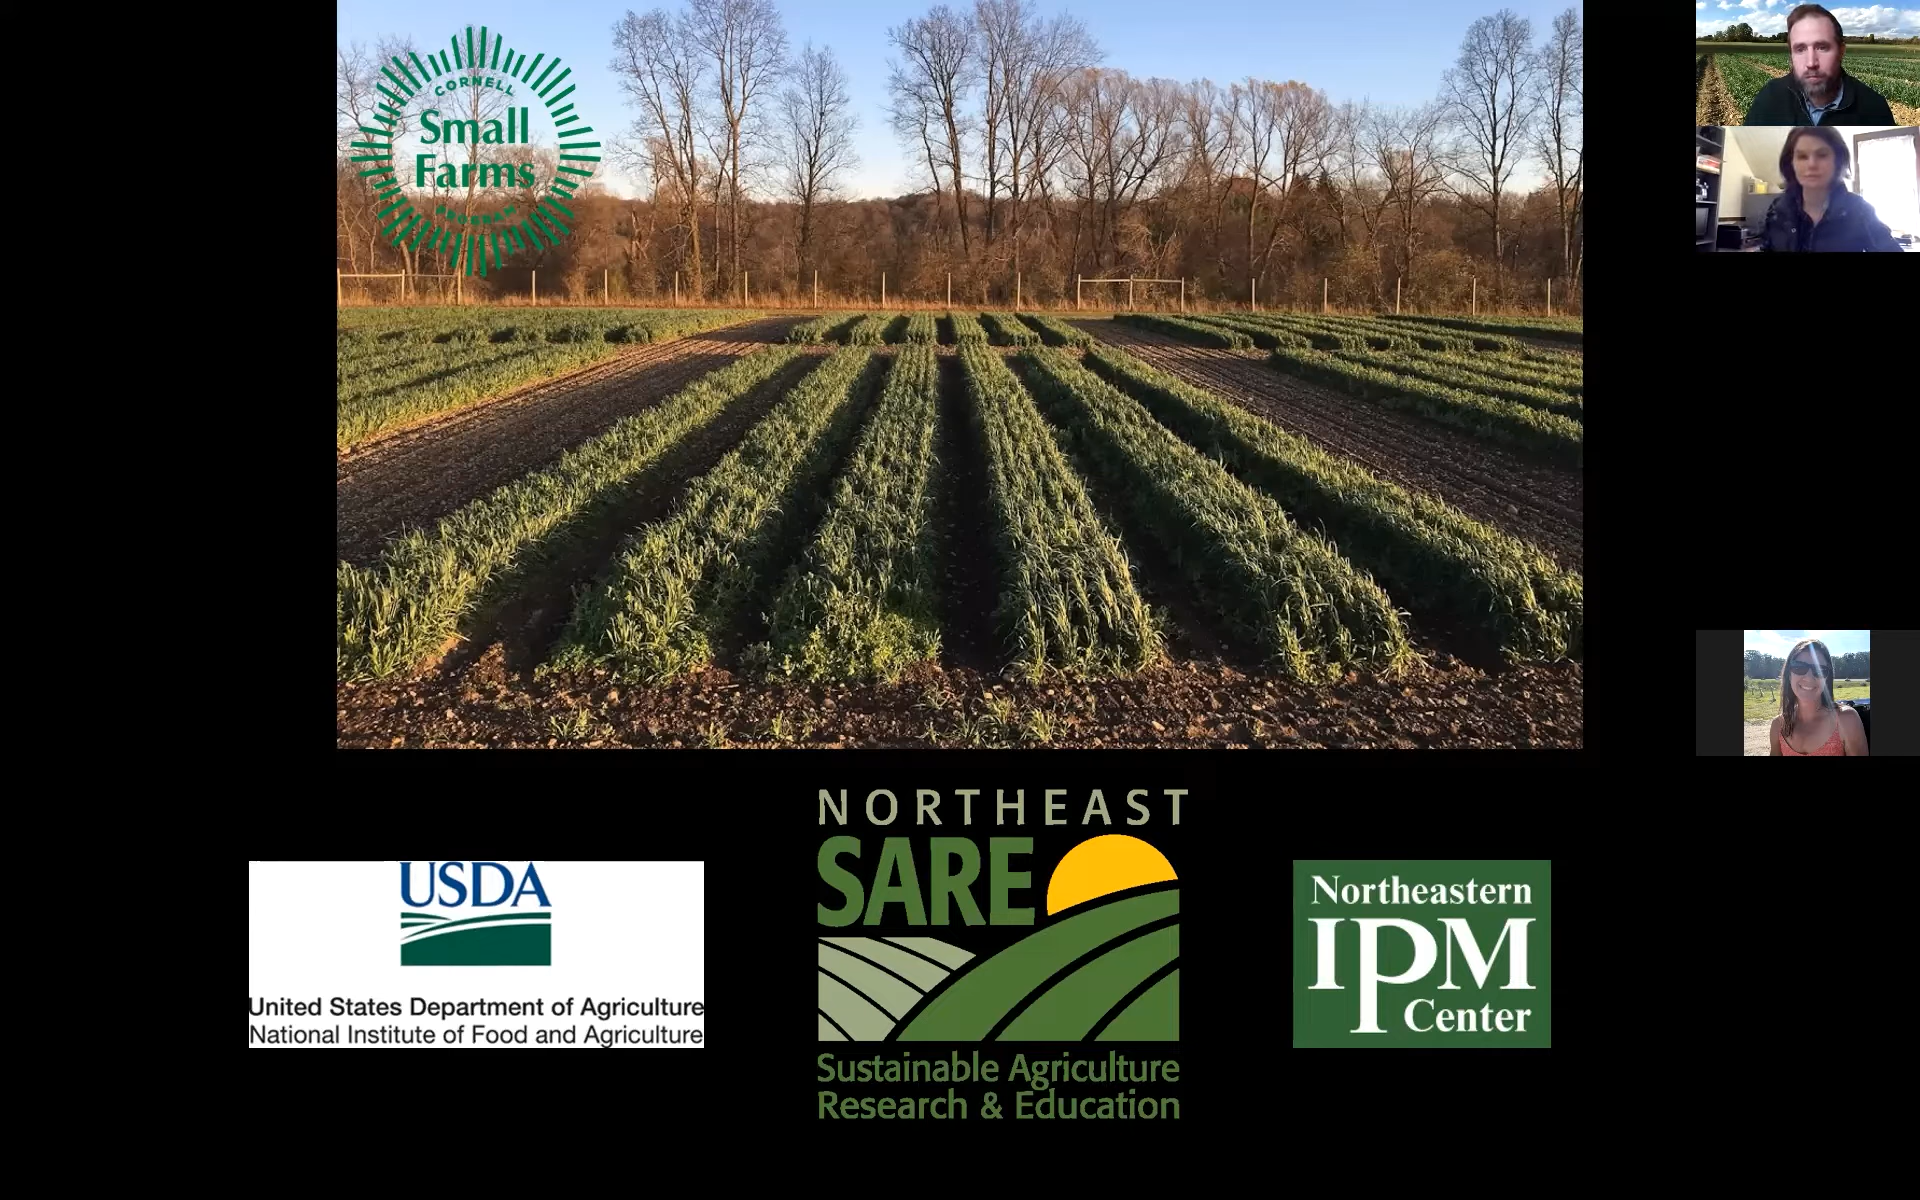 CORNELL
Small
Farms
PROGRAM
NORTHEAST
SARE
Sustainable Agriculture
Research & Education
USDA
United States Department of Agriculture
National Institute of Food and Agriculture
Northeastern
IPM
Center